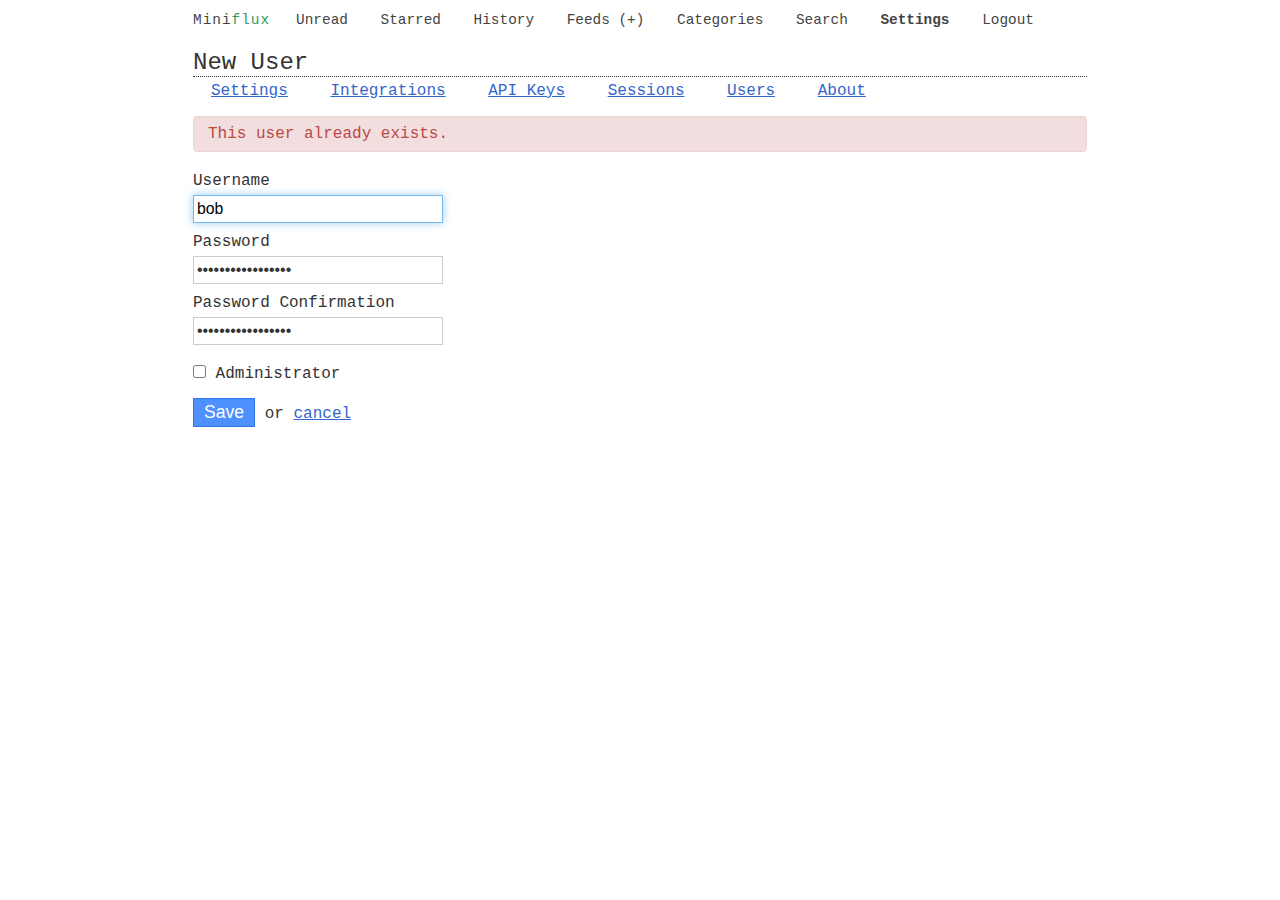 Miniflux Unread Starred History Feeds (+) Categories Search Settings Logout
New User
Settings Integrations API Keys Sessions Users About
This user already exists.
Username
bob
Password
•••••••••••••••••
Password Confirmation
•••••••••••••••••
Administrator
Save or cancel